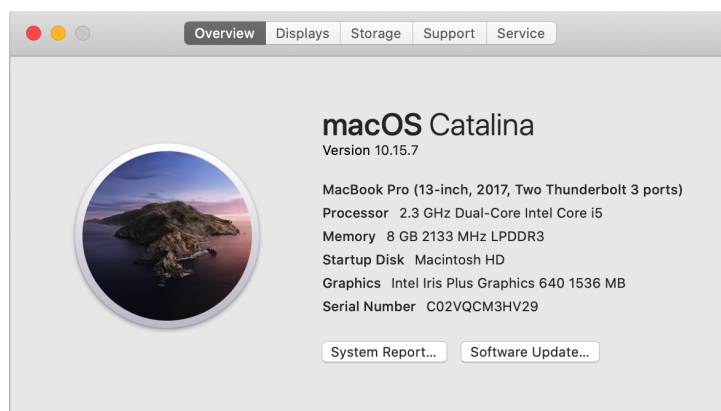 Overview Displays Storage Support Service
macOS Catalina
Version 10.15.7
MacBook Pro (13-inch, 2017, Two Thunderbolt 3 ports)
Processor 2.3 GHz Dual-Core Intel Core i5
Memory 8 GB 2133 MHz LPDDR3
Startup Disk Macintosh HD
Graphics Intel Iris Plus Graphics 640 1536 MB
Serial Number C02VQCM3HV29
System Report... Software Update...